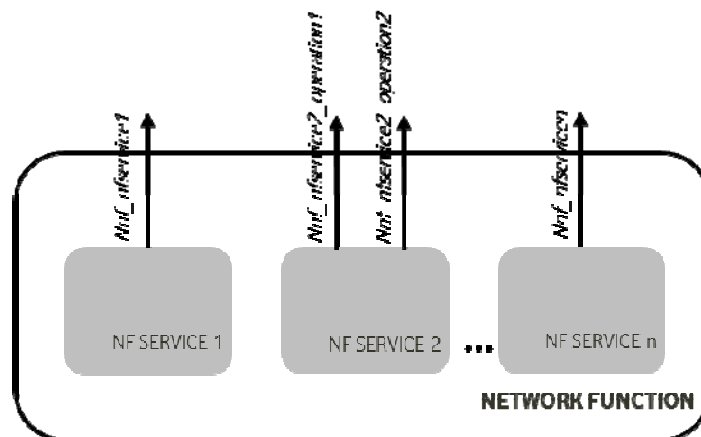 Nnf_nfservice1
Nnf_nfservice2_operation1
Nnf_nfservice2_operation2
Nnf_nfservicen
NF SERVICE 1
NF SERVICE 2
...
NF SERVICE n
NETWORK FUNCTION